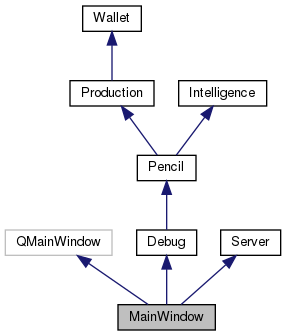 Wallet
Production
Intelligence
Pencil
QMainWindow
Debug
Server
MainWindow